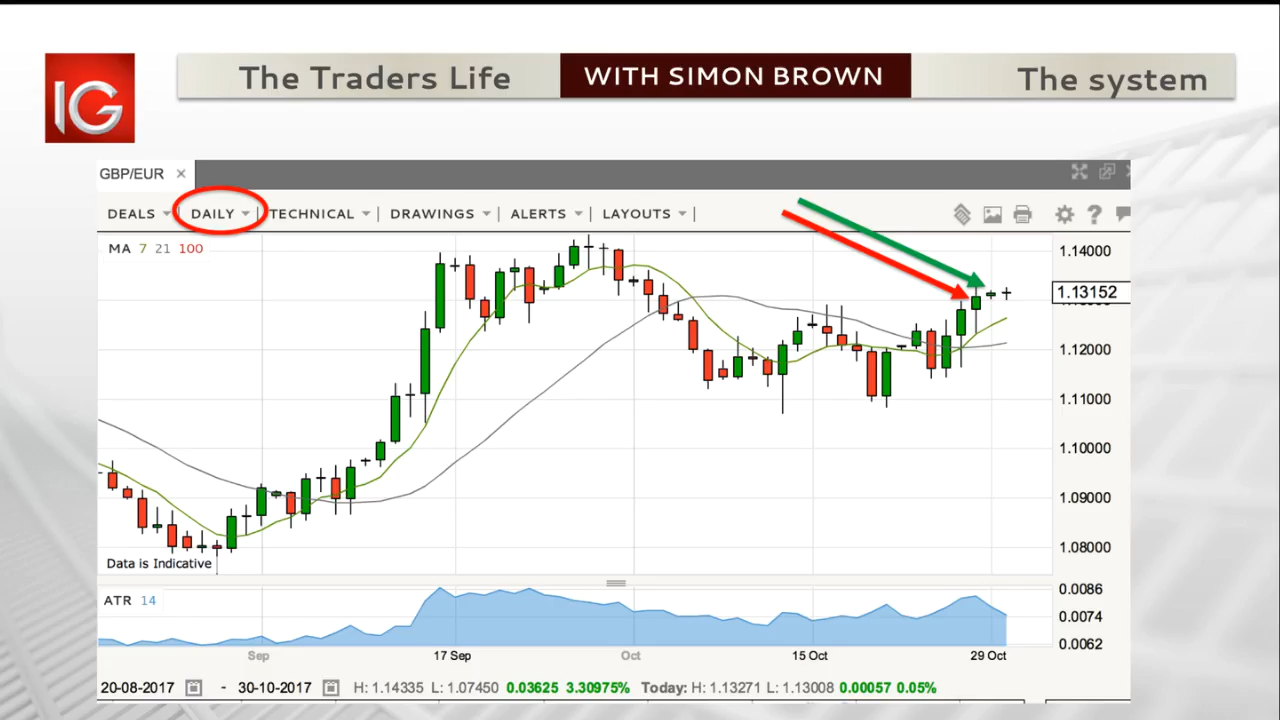 IG
The Traders Life WITH SIMON BROWN The system
GBP/EUR ×
DEALS DAILY TECHNICAL DRAWINGS ALERTS LAYOUTS
MA 7 21 100
1.14000
1.13152
1.12000
1.11000
1.10000
1.09000
1.08000
Data is Indicative
ATR 14
0.0086
0.0074
0.0062
Sep 17 Sep Oct 15 Oct 29 Oct
20-08-2017 - 30-10-2017 H: 1.14335 L: 1.07450 0.03625 3.30975% Today: H: 1.13271 L: 1.13008 0.00057 0.05%